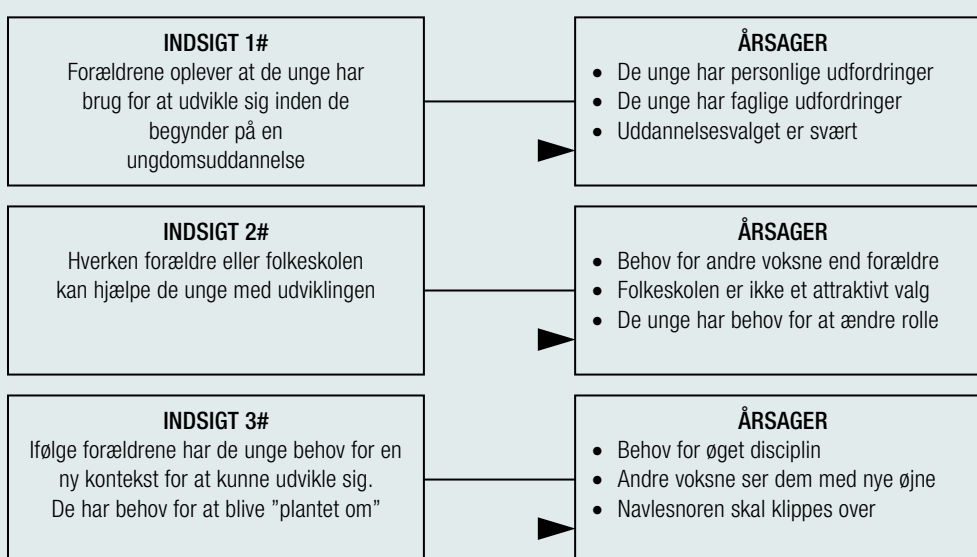 INDSIGT 1#
Forældrene oplever at de unge har
brug for at udvikle sig inden de
begynder på en
ungdomsuddannelse
ÅRSAGER
• De unge har personlige udfordringer
• De unge har faglige udfordringer
• Uddannelsesvalget er svært
INDSIGT 2#
Hverken forældre eller folkeskolen
kan hjælpe de unge med udviklingen
ÅRSAGER
• Behov for andre voksne end forældre
• Folkeskolen er ikke et attraktivt valg
• De unge har behov for at ændre rolle
INDSIGT 3#
Ifølge forældrene har de unge behov for en
ny kontekst for at kunne udvikle sig.
De har behov for at blive ”plantet om”
ÅRSAGER
• Behov for øget disciplin
• Andre voksne ser dem med nye øjne
• Navlesnoren skal klippes over